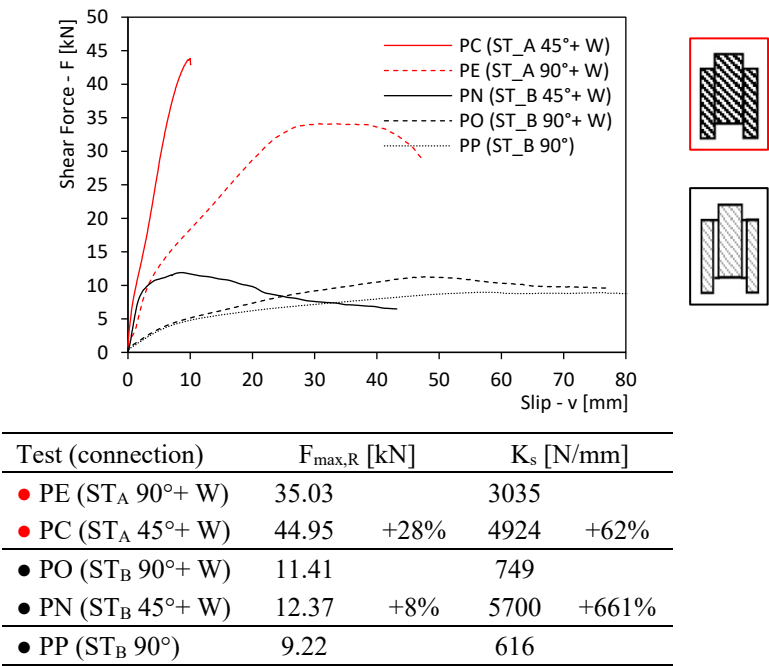 Shear Force - F [kN]
50
45
40
35
30
25
20
15
10
5
0
PC (ST_A 45°+ W)
PE (ST_A 90°+ W)
PN (ST_B 45°+ W)
PO (ST_B 90°+ W)
PP (ST_B 90°)
0 10 20 30 40 50 60 70 80
Slip - v [mm]
Test (connection) Fmax,R [kN] Ks [N/mm]
● PE (STA 90°+ W) 35.03 3035
● PC (STA 45°+ W) 44.95 +28% 4924 +62%
● PO (STB 90°+ W) 11.41 749
● PN (STB 45°+ W) 12.37 +8% 5700 +661%
● PP (STB 90°) 9.22 616